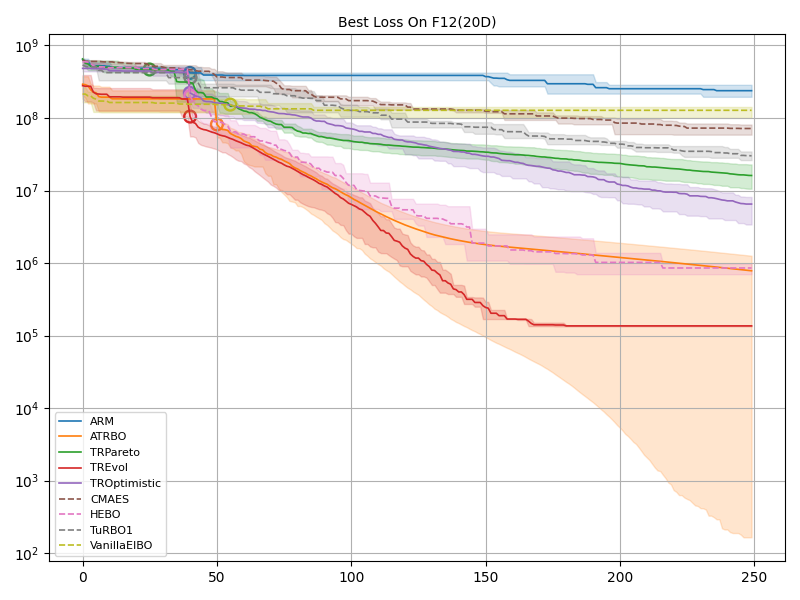 Best Loss On F12(20D)
10⁹
10⁸
10⁷
10⁶
10⁵
10⁴
10³
10²
ARM
ATRBO
TRPareto
TREvol
TROptimistic
CMAES
HEBO
TuRBO1
VanillaEIBO
0 50 100 150 200 250